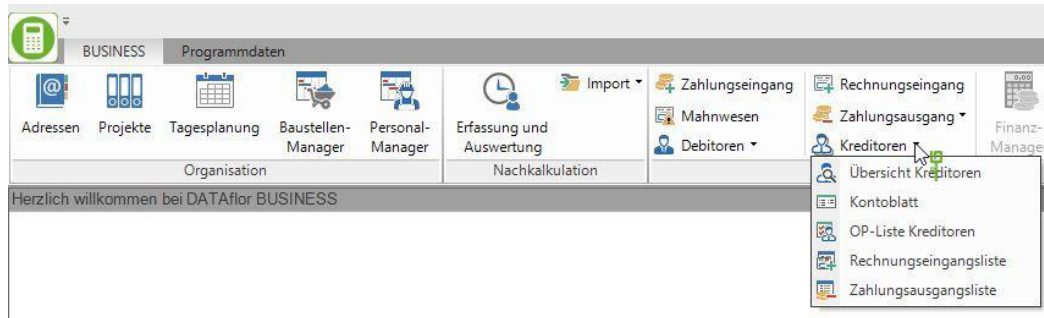 BUSINESS Programmdaten
Import Zahlungseingang Rechnungseingang
Adressen Projekte Tagesplanung Baustellen- Personal- Erfassung und Mahnwesen Zahlungsausgang Finanz-
Manager Manager Auswertung Debitoren Kreditoren
Organisation Nachkalkulation
Herzlich willkommen bei DATAflor BUSINESS
Übersicht Kreditoren
Kontoblatt
OP-Liste Kreditoren
Rechnungseingangsliste
Zahlungsausgangsliste